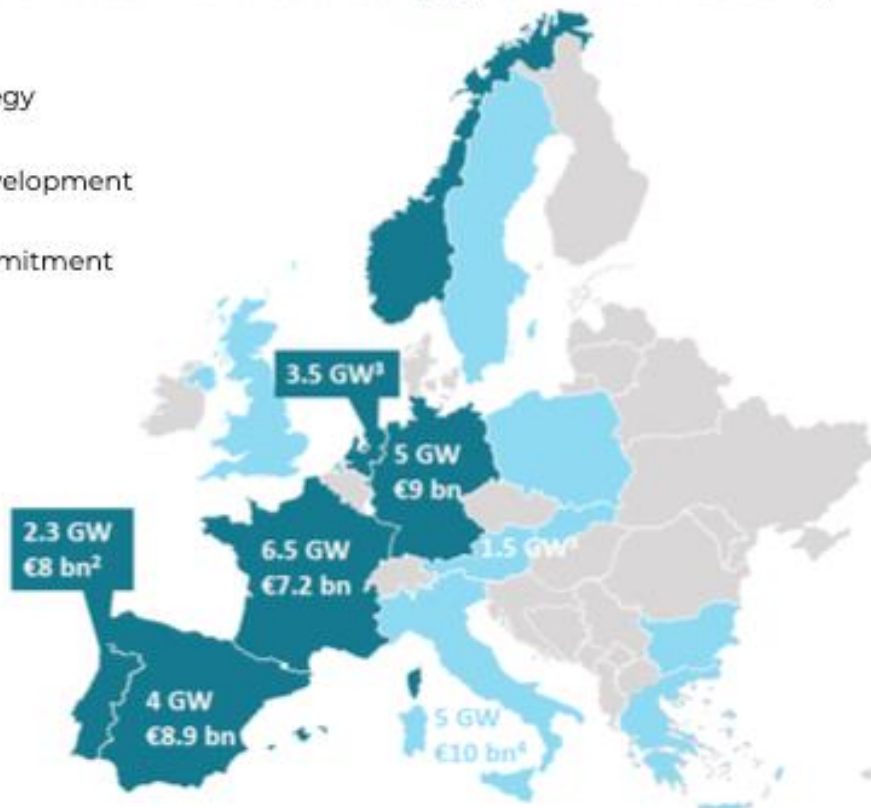 egy
velopment
mitment
3.5 GW³
5 GW
€9 bn
2.3 GW
€8 bn²
6.5 GW
€7.2 bn
1.5 GW
4 GW
€8.9 bn
5 GW
€10 bn⁴